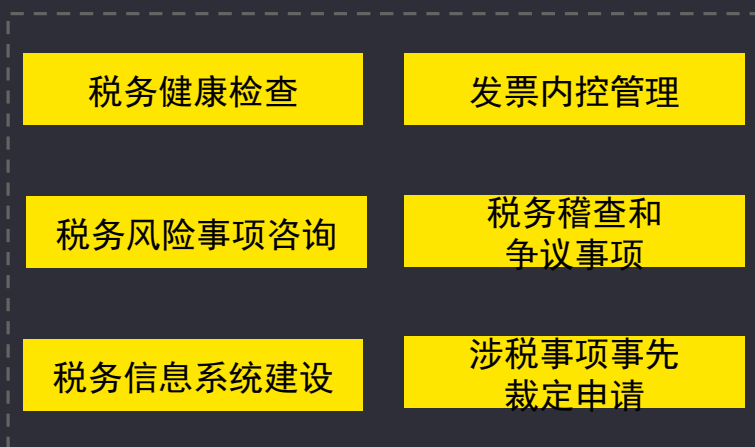 税务健康检查
发票内控管理
税务风险事项咨询
税务稽查和
争议事项
税务信息系统建设
涉税事项事先
裁定申请